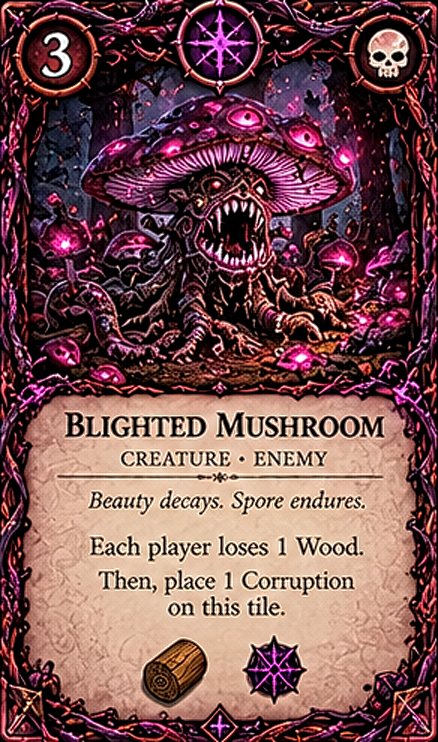 3
BLIGHTED MUSHROOM
CREATURE • ENEMY
Beauty decays. Spore endures.
Each player loses 1 Wood.
Then, place 1 Corruption
on this tile.